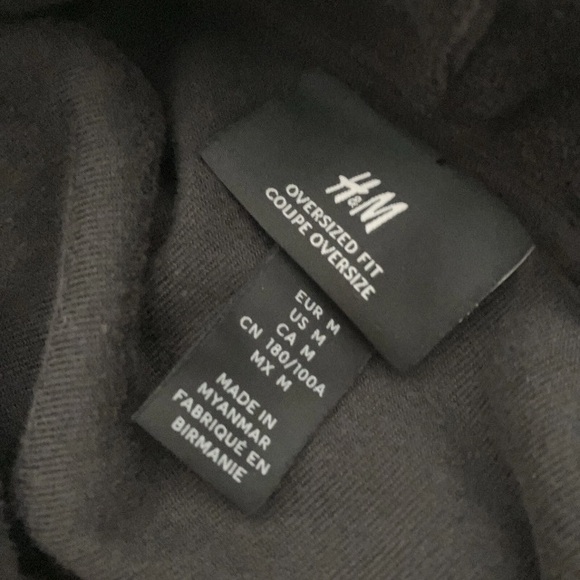 H&M
OVERSIZED FIT
COUPE OVERSIZE
EUR M
US M
CA M
CN 180/100A
MX M
MADE IN
MYANMAR
FABRIQUÉ EN
BIRMANIE